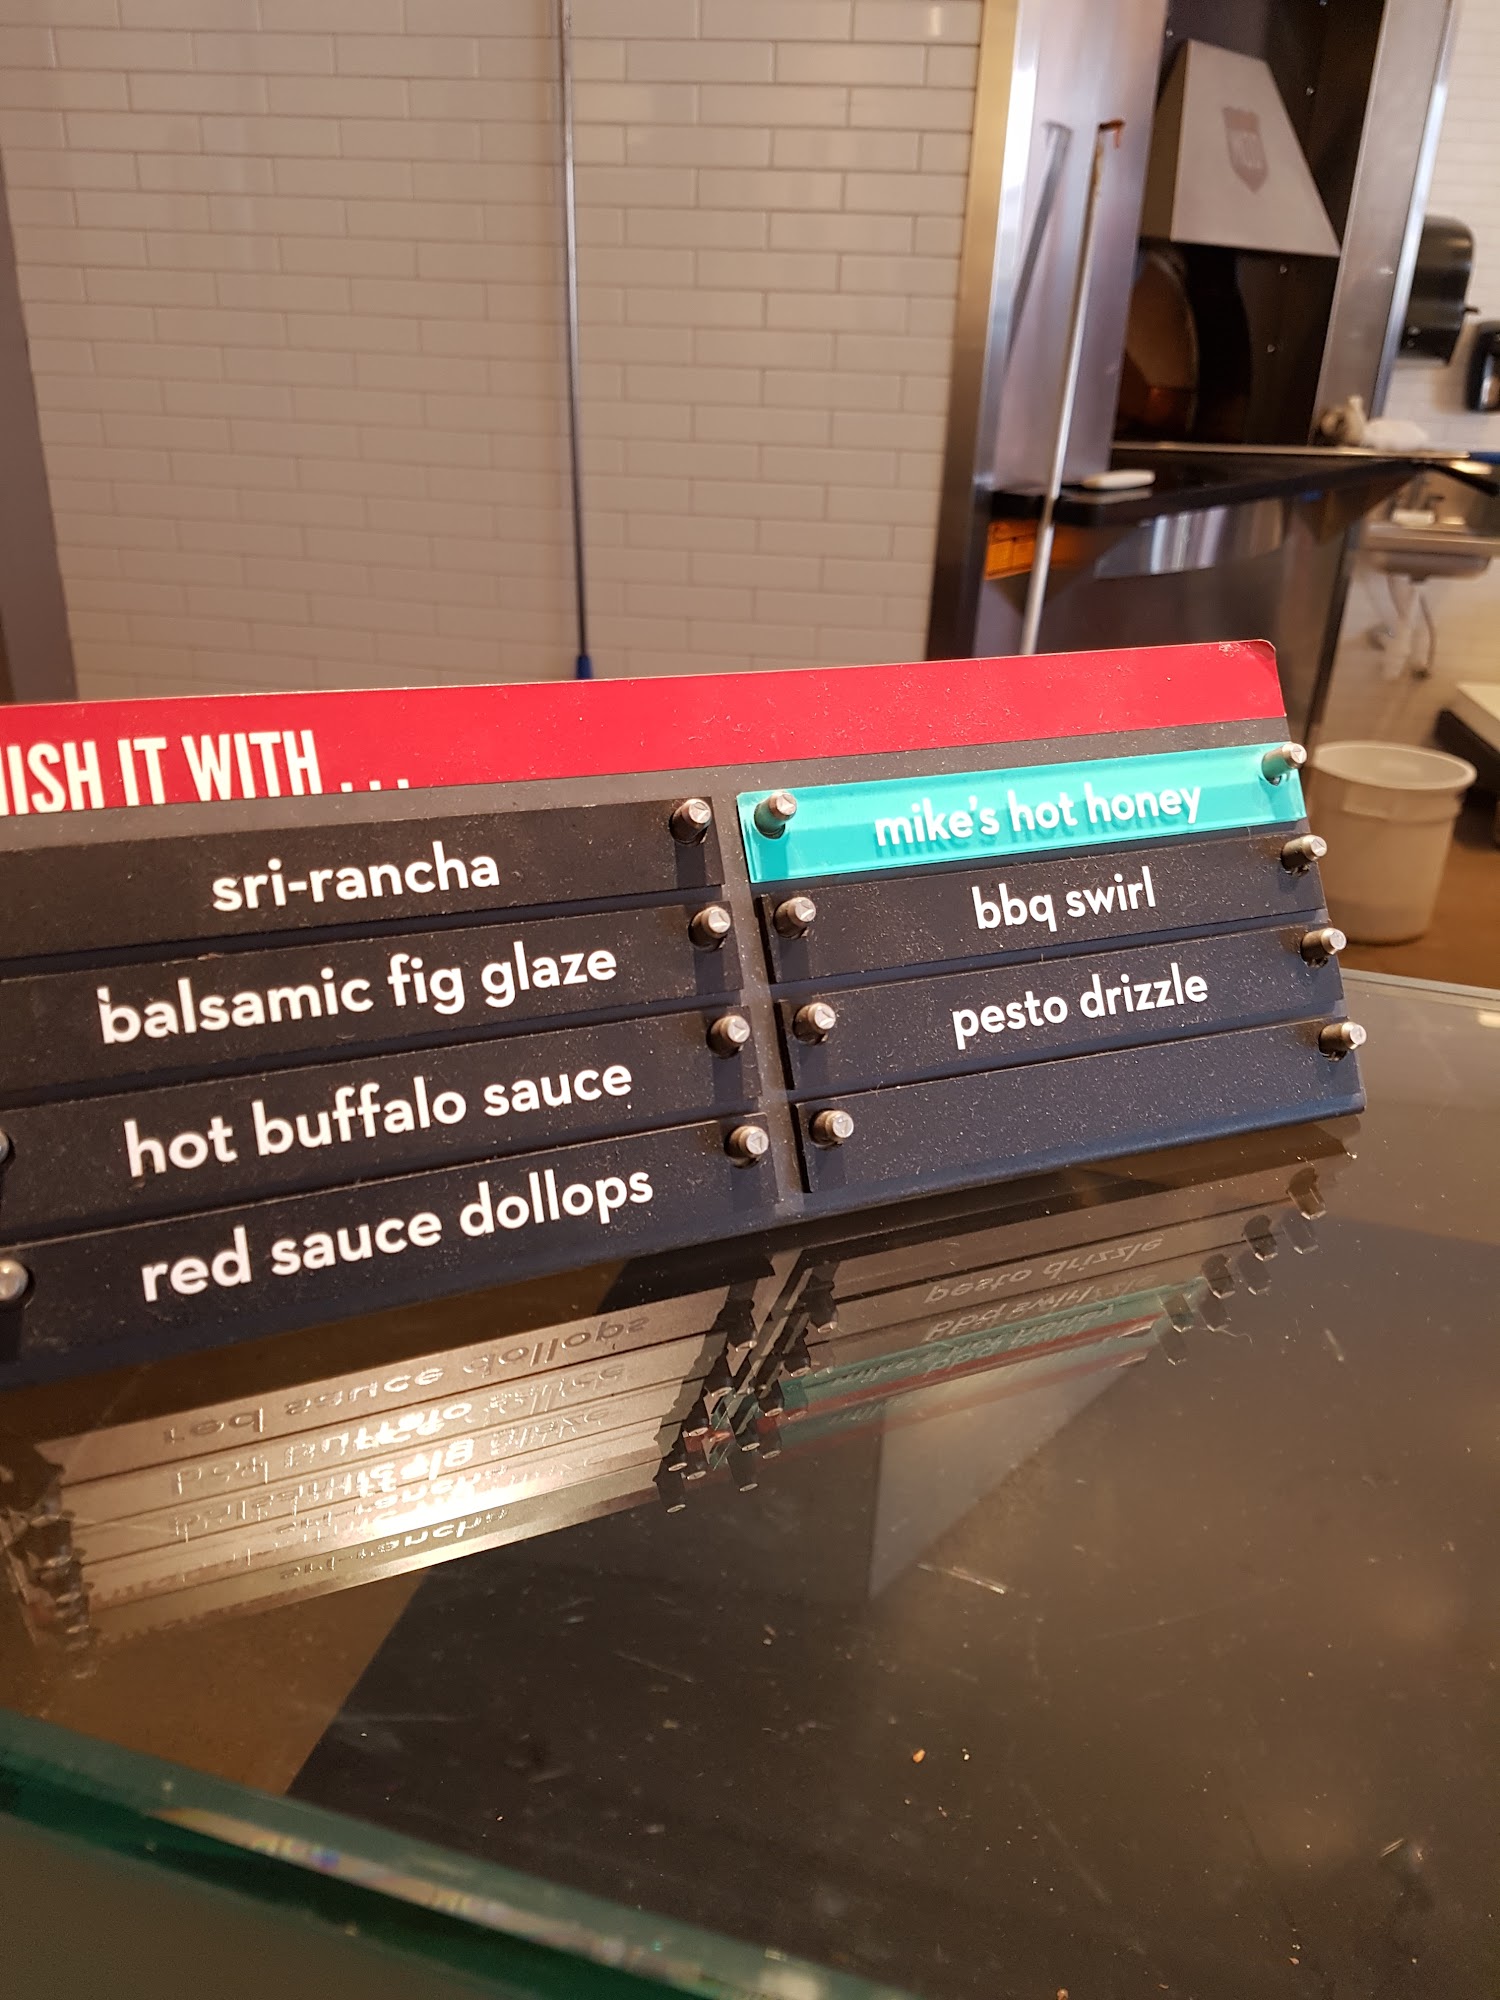 NISH IT WITH...
sri-rancha
balsamic fig glaze
hot buffalo sauce
red sauce dollops
mike's hot honey
bbq swirl
pesto drizzle